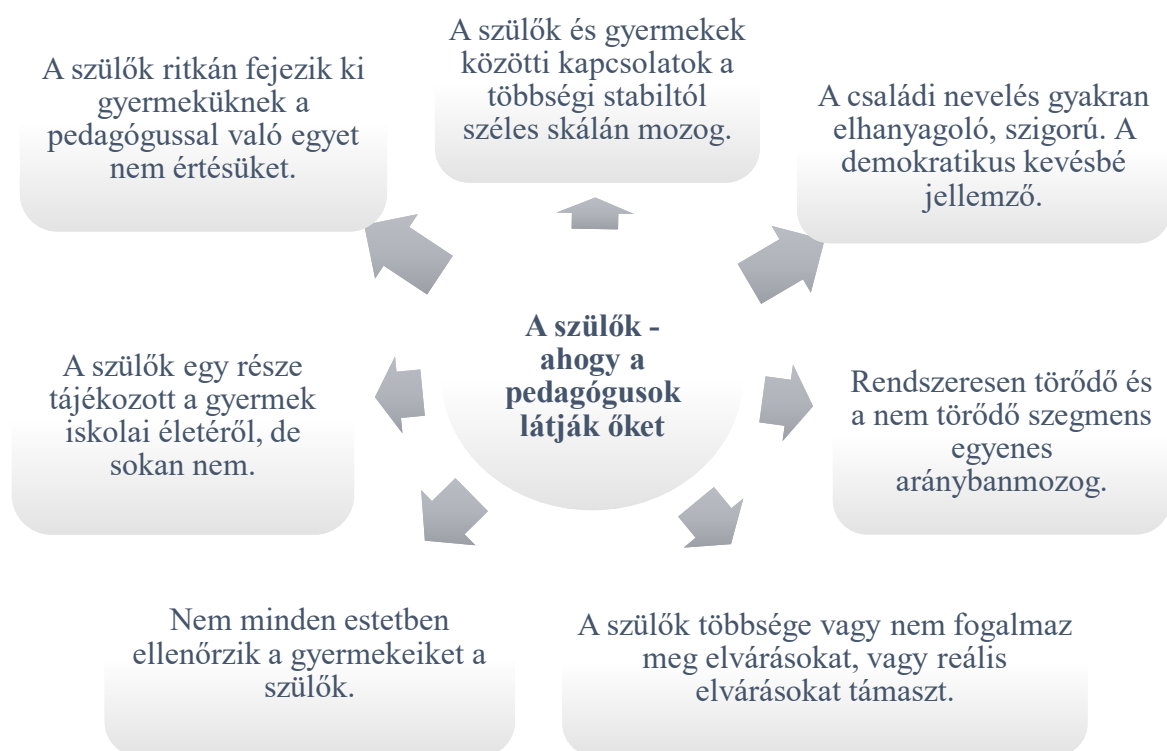 A szülők és gyermekek
közötti kapcsolatok a
többségi stabiltól
széles skálán mozog.
A családi nevelés gyakran
elhanyagoló, szigorú. A
demokratikus kevésbé
jellemző.
Rendszeresen törődő és
a nem törődő szegmens
egyenes
aránybanmozog.
A szülők többsége vagy nem fogalmaz
meg elvárásokat, vagy reális
elvárásokat támaszt.
Nem minden estetben
ellenőrzik a gyermekeiket a
szülők.
A szülők egy része
tájékozott a gyermek
iskolai életéről, de
sokan nem.
A szülők ritkán fejezik ki
gyermeküknek a
pedagógussal való egyet
nem értésüket.
A szülők -
ahogy a
pedagógusok
látják őket